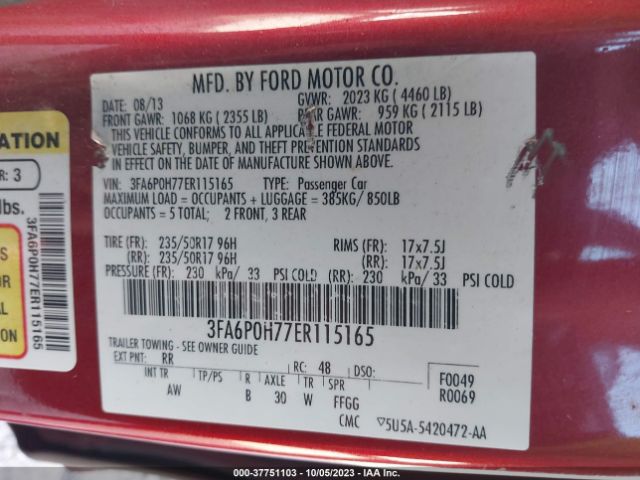 MFD. BY FORD MOTOR CO.
DATE: 08/13 GVWR: 2023 KG ( 4460 LB)
FRONT GAWR: 1068 KG ( 2355 LB) GAWR: 959 KG ( 2115 LB)
THIS VEHICLE CONFORMS TO ALL FEDERAL MOTOR
VEHICLE SAFETY, BUMPER, AND THEFT PREVENTION STANDARDS
IN EFFECT ON THE DATE OF MANUFACTURE SHOWN ABOVE.
VIN: 3FA6P0H77ER115165 TYPE: Passenger Car
MAXIMUM LOAD = OCCUPANTS + LUGGAGE = 385KG/ 850LB
OCCUPANTS = 5 TOTAL; 2 FRONT, 3 REAR
TIRE (FR): 235/50R17 96H RIMS (FR): 17x7.5J
(RR): 235/50R17 96H (RR): 17x7.5J
PRESSURE (FR): 230 kPa/ 33 PSI COLD (RR): 230 kPa/ 33 PSI COLD
3FA6P0H77ER115165
TRAILER TOWING - SEE OWNER GUIDE
EXT PNT: RR RC: 48 DSO: F0049
INT TR TP/PS R AXLE TR SPR R0069
AW B 30 W FFGG
CMC 5U5A-5420472-AA
ATION
R: 3
lbs.
S
AL
3FA6P0H77ER115165
000-37751103 - 10/05/2023 - IAA Inc.